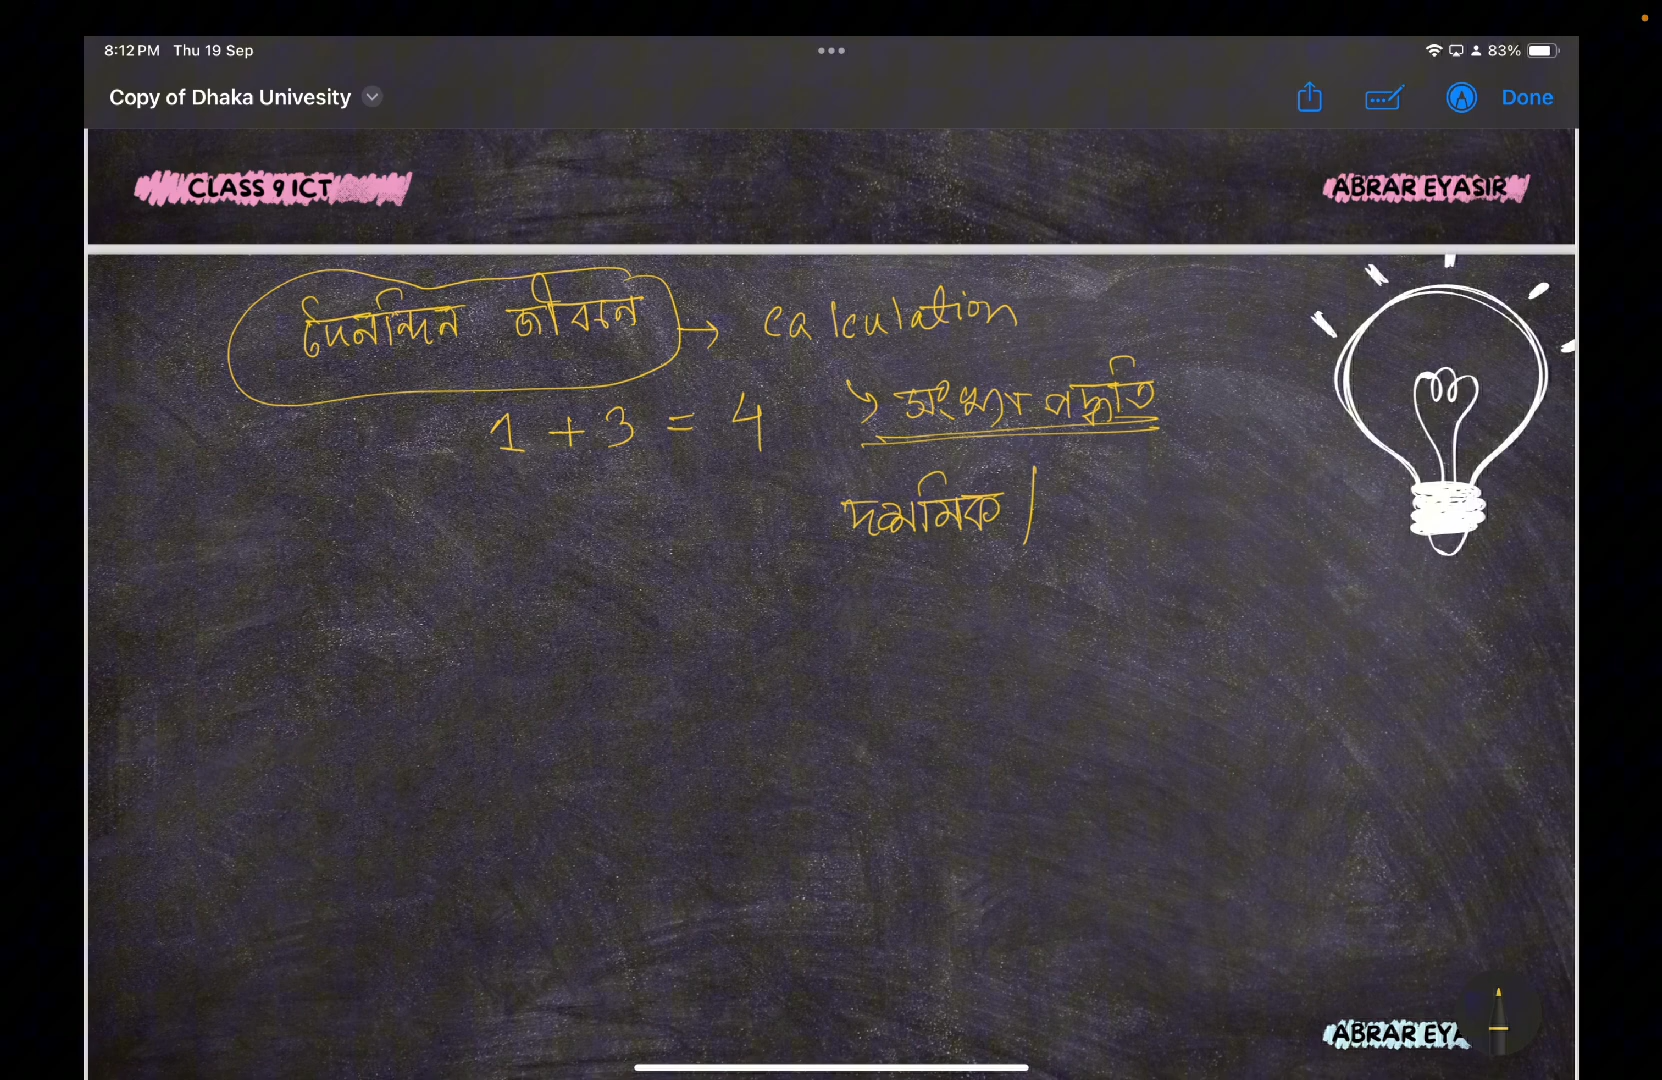 8:12 PM Thu 19 Sep
83%
Copy of Dhaka Univesity
Done
CLASS 9 ICT
ABRAR EYASIR
দৈনন্দিন জীবনে → calculation
1 + 3 = 4
সংখ্যা পদ্ধতি
দশমিক |
ABRAR EYA